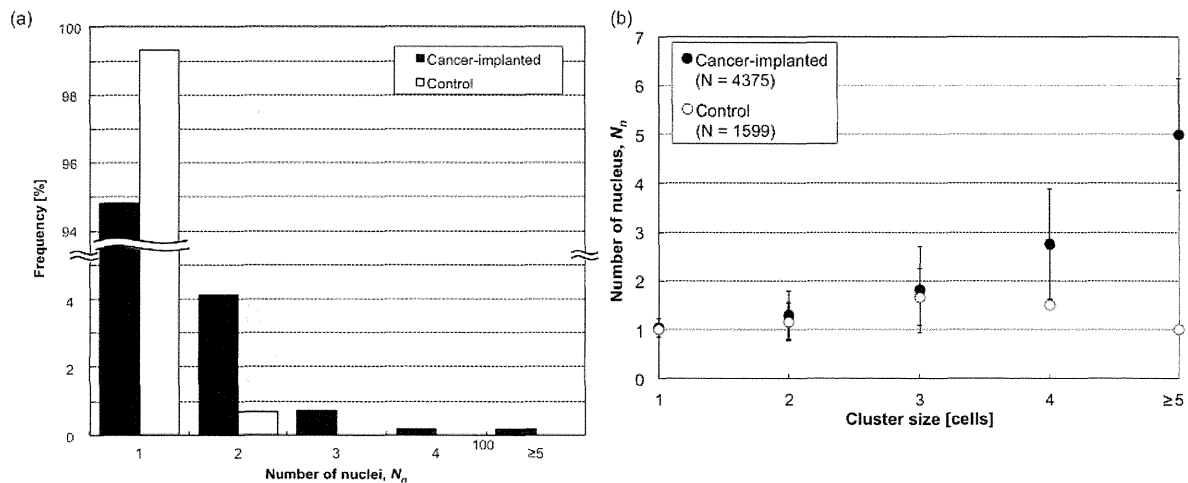 (a)
100
98
96
94
4
2
0
Frequency [%]
Cancer-implanted
Control
1
2
3
4
100
≥5
Number of nuclei, Nn
(b)
7
6
5
4
3
2
1
0
Number of nucleus, Nn
Cancer-implanted
(N = 4375)
Control
(N = 1599)
1
2
3
4
≥5
Cluster size [cells]